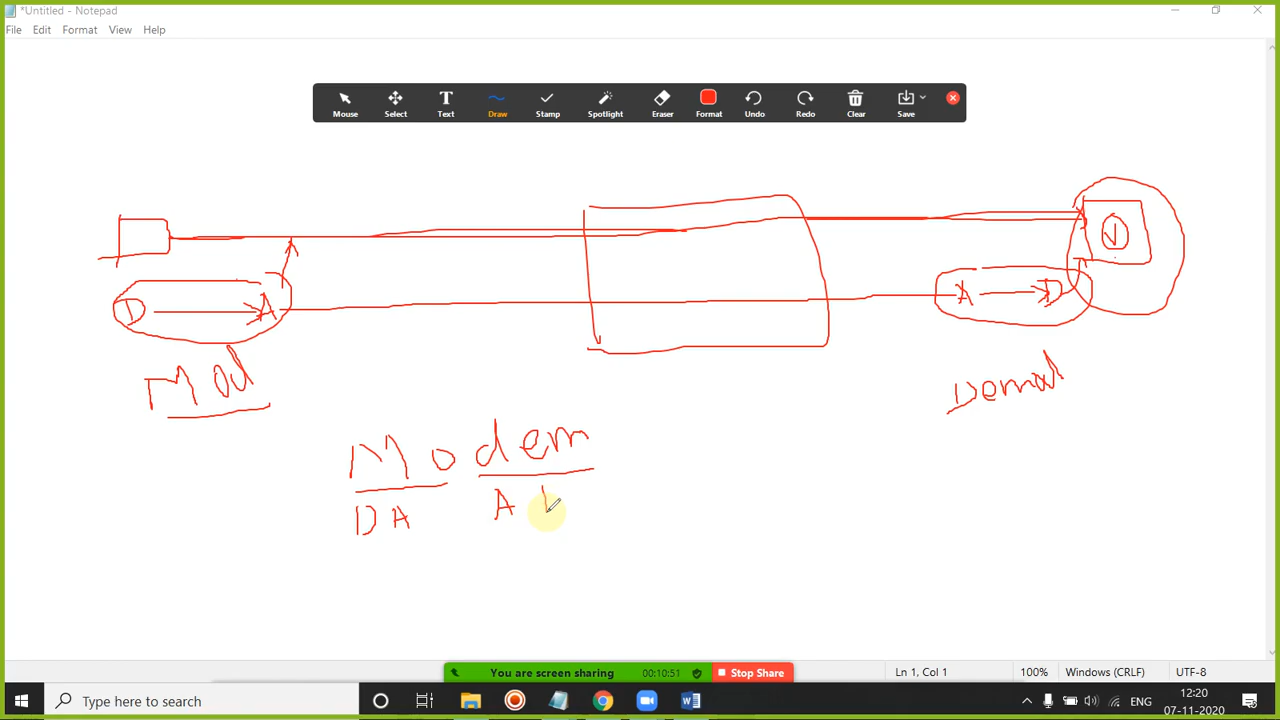 *Untitled - Notepad
File Edit Format View Help
Mouse Select Text Draw Stamp Spotlight Eraser Format Undo Redo Clear Save
D
D A
A D
Mod
Demod
Modem
DA A
You are screen sharing 00:10:51 Stop Share
Ln 1, Col 1 100% Windows (CRLF) UTF-8
Type here to search
ENG
12:20
07-11-2020